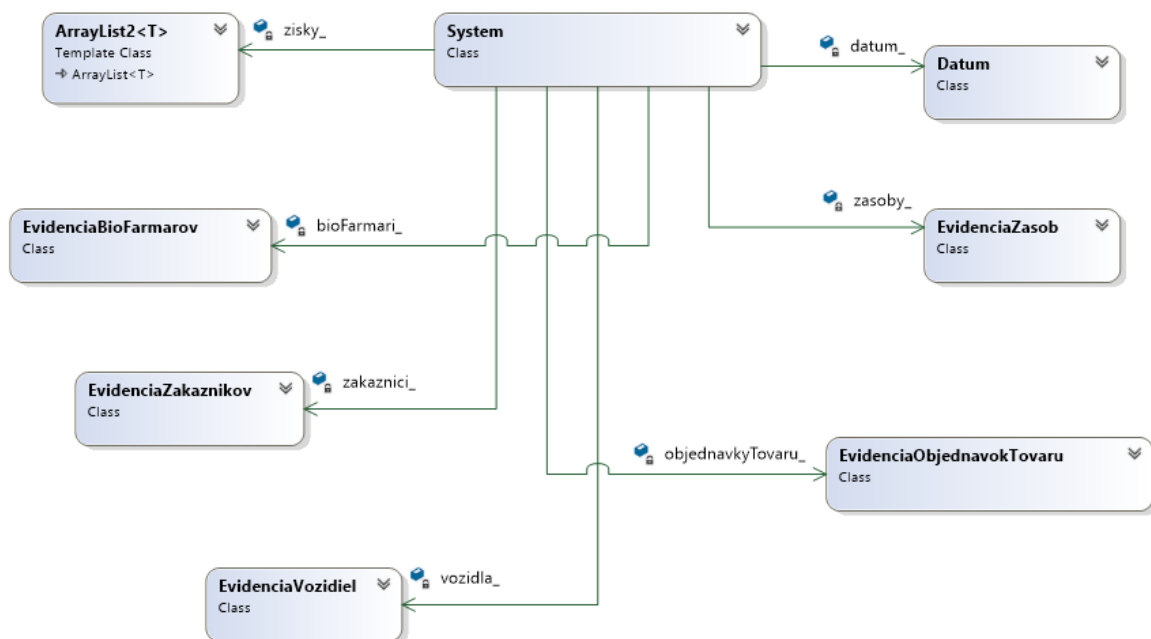 ArrayList2<T>
Template Class
ArrayList<T>
zisky_
System
Class
datum_
Datum
Class
EvidenciaBioFarmarov
Class
bioFarmari_
zasoby_
EvidenciaZasob
Class
EvidenciaZakaznikov
Class
zakaznici_
objednavkyTovaru_
EvidenciaObjednavokTovaru
Class
EvidenciaVozidiel
Class
vozidla_